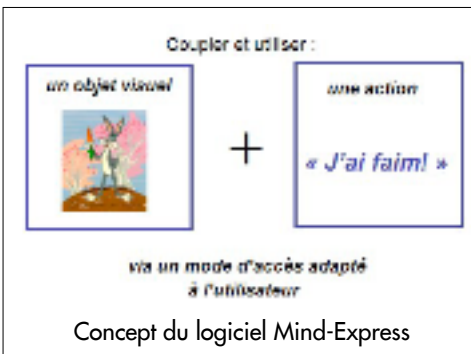 Coupler et utiliser :
un objet visuel
une action
+
« J'ai faim! »
via un mode d'accès adapté
à l'utilisateur
Concept du logiciel Mind-Express